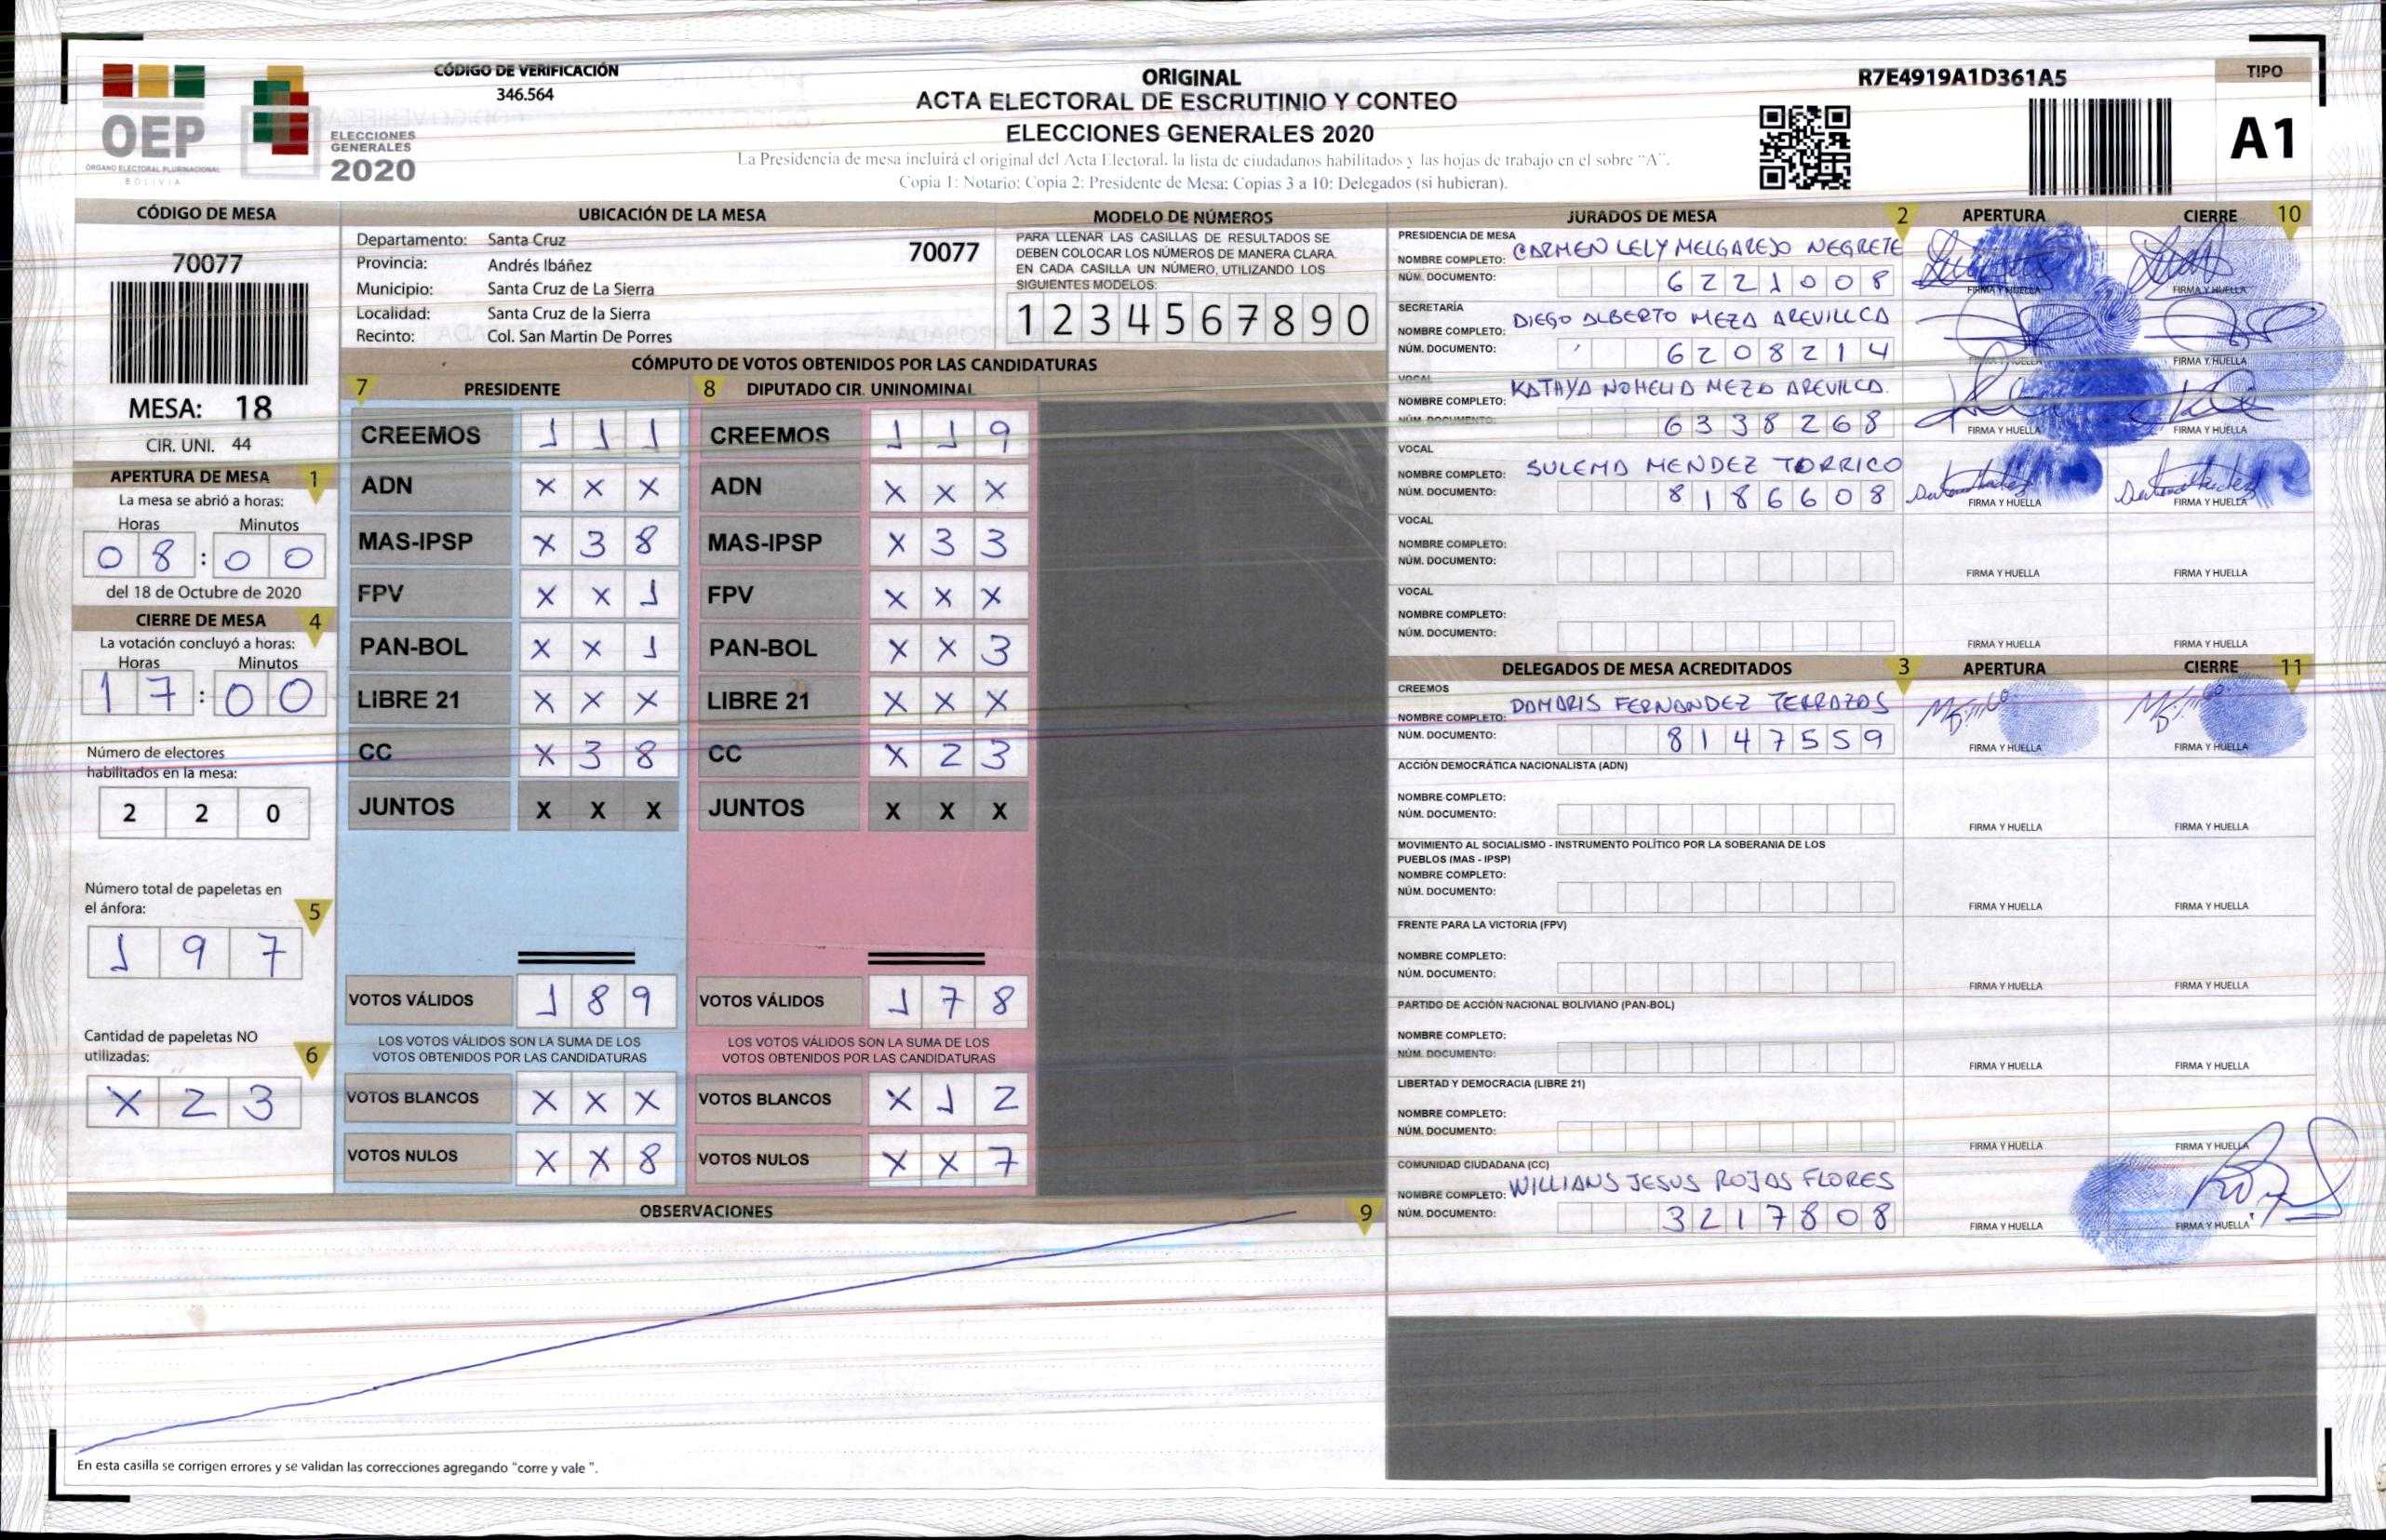 CÓDIGO DE VERIFICACIÓN
346.564
OEP
ÓRGANO ELECTORAL PLURINACIONAL
BOLIVIA
ELECCIONES
GENERALES
2020
ORIGINAL
ACTA ELECTORAL DE ESCRUTINIO Y CONTEO
ELECCIONES GENERALES 2020
La Presidencia de mesa incluirá el original del Acta Electoral, la lista de ciudadanos habilitados y las hojas de trabajo en el sobre "A".
Copia 1: Notario; Copia 2: Presidente de Mesa; Copias 3 a 10: Delegados (si hubieran).
R7E4919A1D361A5
TIPO
A1
CÓDIGO DE MESA
70077
MESA: 18
CIR. UNI. 44
APERTURA DE MESA 1
La mesa se abrió a horas:
Horas Minutos
0 8 : 0 0
del 18 de Octubre de 2020
CIERRE DE MESA 4
La votación concluyó a horas:
Horas Minutos
1 7 : 0 0
Número de electores
habilitados en la mesa:
2 2 0
Número total de papeletas en
el ánfora: 5
1 9 7
Cantidad de papeletas NO
utilizadas: 6
X 2 3
UBICACIÓN DE LA MESA
Departamento: Santa Cruz 70077
Provincia: Andrés Ibáñez
Municipio: Santa Cruz de La Sierra
Localidad: Santa Cruz de la Sierra
Recinto: Col. San Martin De Porres
MODELO DE NÚMEROS
PARA LLENAR LAS CASILLAS DE RESULTADOS SE
DEBEN COLOCAR LOS NÚMEROS DE MANERA CLARA.
EN CADA CASILLA UN NÚMERO, UTILIZANDO LOS
SIGUIENTES MODELOS:
1 2 3 4 5 6 7 8 9 0
CÓMPUTO DE VOTOS OBTENIDOS POR LAS CANDIDATURAS
7 PRESIDENTE 8 DIPUTADO CIR. UNINOMINAL
CREEMOS 1 1 1 CREEMOS 1 1 9
ADN X X X ADN X X X
MAS-IPSP X 3 8 MAS-IPSP X 3 3
FPV X X 1 FPV X X X
PAN-BOL X X 1 PAN-BOL X X 3
LIBRE 21 X X X LIBRE 21 X X X
CC X 3 8 CC X 2 3
JUNTOS X X X JUNTOS X X X
VOTOS VÁLIDOS 1 8 9 VOTOS VÁLIDOS 1 7 8
LOS VOTOS VÁLIDOS SON LA SUMA DE LOS LOS VOTOS VÁLIDOS SON LA SUMA DE LOS
VOTOS OBTENIDOS POR LAS CANDIDATURAS VOTOS OBTENIDOS POR LAS CANDIDATURAS
VOTOS BLANCOS X X X VOTOS BLANCOS X 1 2
VOTOS NULOS X X 8 VOTOS NULOS X X 7
OBSERVACIONES 9
En esta casilla se corrigen errores y se validan las correcciones agregando "corre y vale ".
JURADOS DE MESA 2 APERTURA CIERRE 10
PRESIDENCIA DE MESA
NOMBRE COMPLETO: CARMEN LELY MELGAREJO NEGRETE
NÚM. DOCUMENTO: 6 2 2 1 0 0 8 FIRMA Y HUELLA FIRMA Y HUELLA
SECRETARÍA
NOMBRE COMPLETO: DIEGO ALBERTO MEZA AREVILLCA
NÚM. DOCUMENTO: 6 2 0 8 2 1 4 FIRMA Y HUELLA FIRMA Y HUELLA
VOCAL
NOMBRE COMPLETO: KATHYA NOHELIA MEZA AREVILCA.
NÚM. DOCUMENTO: 6 3 3 8 2 6 8 FIRMA Y HUELLA FIRMA Y HUELLA
VOCAL
NOMBRE COMPLETO: SULEMA MENDEZ TORRICO
NÚM. DOCUMENTO: 8 1 8 6 6 0 8 FIRMA Y HUELLA FIRMA Y HUELLA
VOCAL
NOMBRE COMPLETO:
NÚM. DOCUMENTO: FIRMA Y HUELLA FIRMA Y HUELLA
VOCAL
NOMBRE COMPLETO:
NÚM. DOCUMENTO: FIRMA Y HUELLA FIRMA Y HUELLA
DELEGADOS DE MESA ACREDITADOS 3 APERTURA CIERRE 11
CREEMOS
NOMBRE COMPLETO: DAMARIS FERNANDEZ TERRAZAS
NÚM. DOCUMENTO: 8 1 4 7 5 5 9 FIRMA Y HUELLA FIRMA Y HUELLA
ACCIÓN DEMOCRÁTICA NACIONALISTA (ADN)
NOMBRE COMPLETO:
NÚM. DOCUMENTO: FIRMA Y HUELLA FIRMA Y HUELLA
MOVIMIENTO AL SOCIALISMO - INSTRUMENTO POLÍTICO POR LA SOBERANIA DE LOS
PUEBLOS (MAS - IPSP)
NOMBRE COMPLETO:
NÚM. DOCUMENTO: FIRMA Y HUELLA FIRMA Y HUELLA
FRENTE PARA LA VICTORIA (FPV)
NOMBRE COMPLETO:
NÚM. DOCUMENTO: FIRMA Y HUELLA FIRMA Y HUELLA
PARTIDO DE ACCIÓN NACIONAL BOLIVIANO (PAN-BOL)
NOMBRE COMPLETO:
NÚM. DOCUMENTO: FIRMA Y HUELLA FIRMA Y HUELLA
LIBERTAD Y DEMOCRACIA (LIBRE 21)
NOMBRE COMPLETO:
NÚM. DOCUMENTO: FIRMA Y HUELLA FIRMA Y HUELLA
COMUNIDAD CIUDADANA (CC)
NOMBRE COMPLETO: WILLIANS JESUS ROJAS FLORES
NÚM. DOCUMENTO: 3 2 1 7 8 0 8 FIRMA Y HUELLA FIRMA Y HUELLA